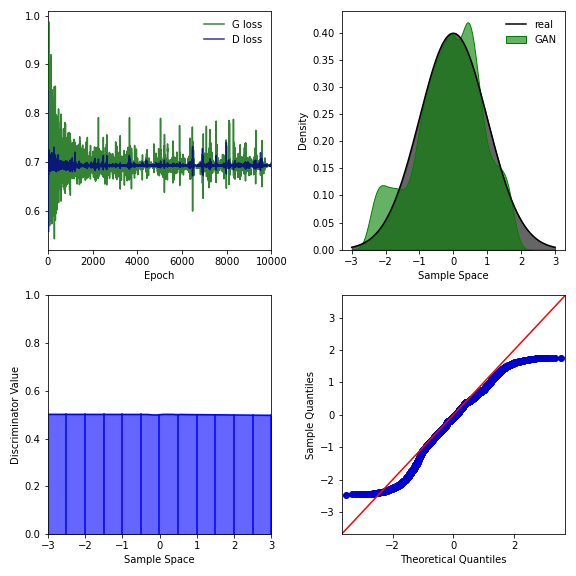 1.0
0.9
0.8
0.7
0.6
0 2000 4000 6000 8000 10000
Epoch
G loss
D loss
0.40
0.35
0.30
0.25
0.20
0.15
0.10
0.05
0.00
Density
−3 −2 −1 0 1 2 3
Sample Space
real
GAN
1.0
0.8
0.6
0.4
0.2
0.0
Discriminator Value
−3 −2 −1 0 1 2 3
Sample Space
3
2
1
0
−1
−2
−3
Sample Quantiles
−2 0 2
Theoretical Quantiles